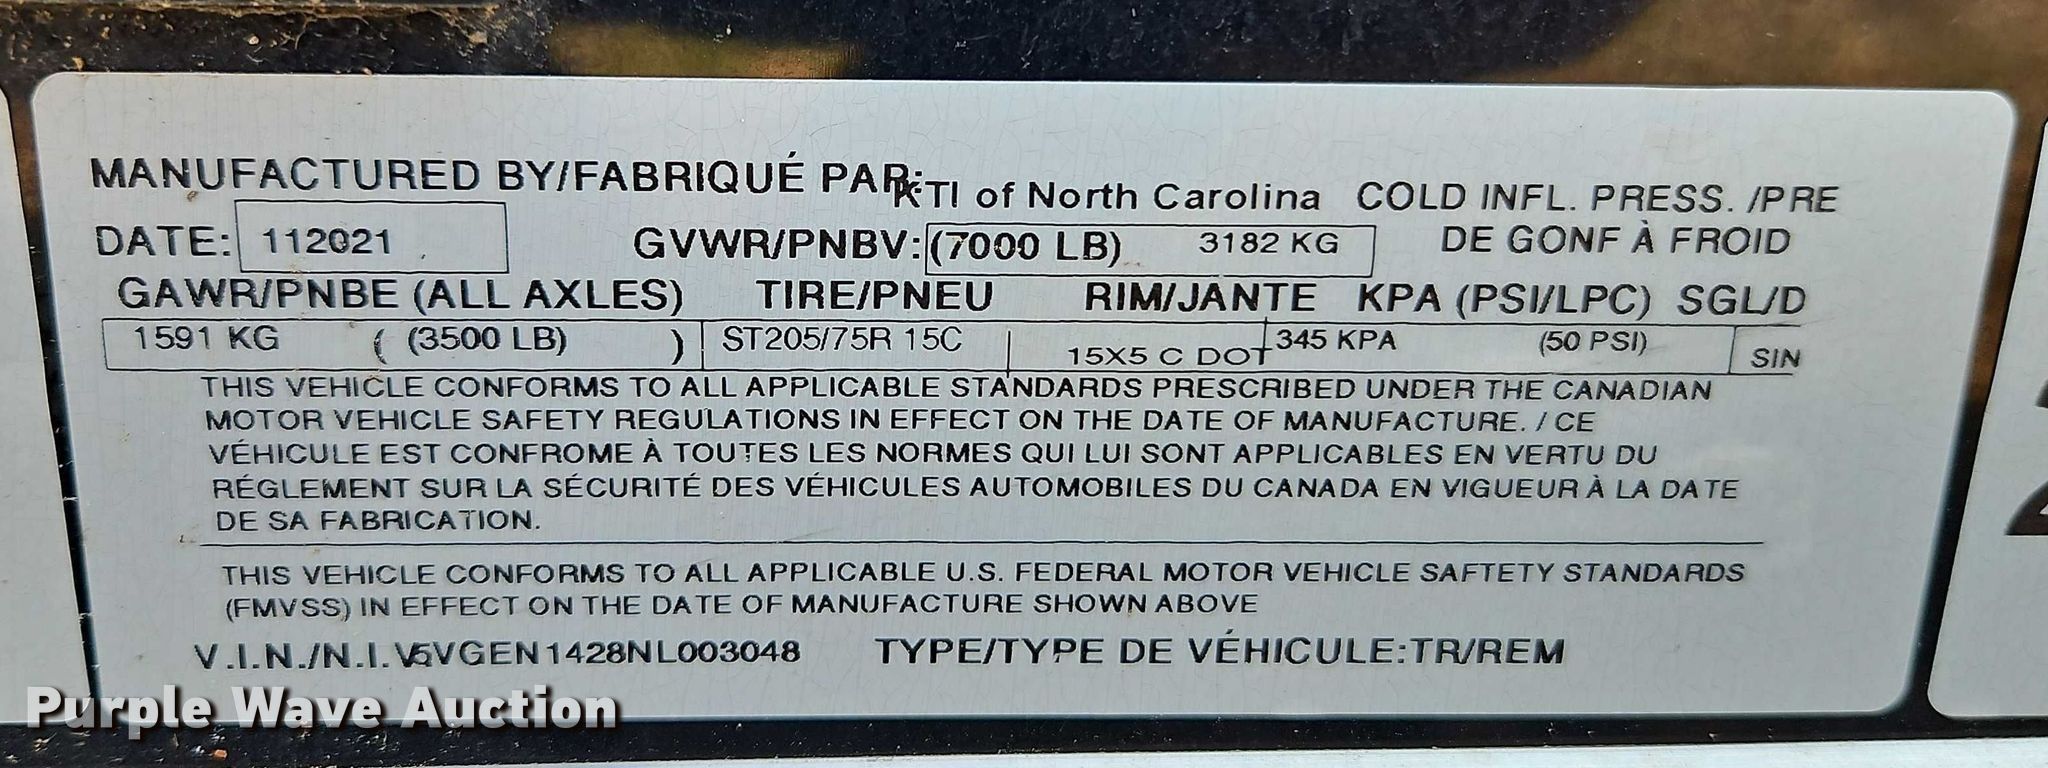 MANUFACTURED BY/FABRIQUÉ PAR: KTI of North Carolina COLD INFL. PRESS. /PRE
DATE: 112021 GVWR/PNBV: (7000 LB) 3182 KG DE GONF À FROID
GAWR/PNBE (ALL AXLES) TIRE/PNEU RIM/JANTE KPA (PSI/LPC) SGL/D
1591 KG ( (3500 LB) ) ST205/75R 15C 15X5 C DOT 345 KPA (50 PSI) SIN
THIS VEHICLE CONFORMS TO ALL APPLICABLE STANDARDS PRESCRIBED UNDER THE CANADIAN
MOTOR VEHICLE SAFETY REGULATIONS IN EFFECT ON THE DATE OF MANUFACTURE. / CE
VÉHICULE EST CONFROME À TOUTES LES NORMES QUI LUI SONT APPLICABLES EN VERTU DU
RÉGLEMENT SUR LA SÉCURITÉ DES VÉHICULES AUTOMOBILES DU CANADA EN VIGUEUR À LA DATE
DE SA FABRICATION.
THIS VEHICLE CONFORMS TO ALL APPLICABLE U.S. FEDERAL MOTOR VEHICLE SAFTETY STANDARDS
(FMVSS) IN EFFECT ON THE DATE OF MANUFACTURE SHOWN ABOVE
V.I.N./N.I.V 5VGEN1428NL003048 TYPE/TYPE DE VÉHICULE:TR/REM
Purple Wave Auction